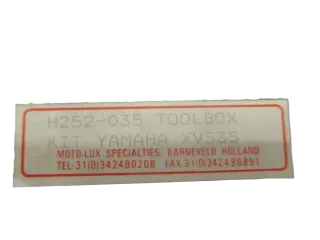 H252-035 TOOLBOX
KIT YAMAHA XV535
MOTO-LUX SPECIALTIES, BARNEVELD HOLLAND
TEL-31(0)342490208 FAX 31(0)342490851